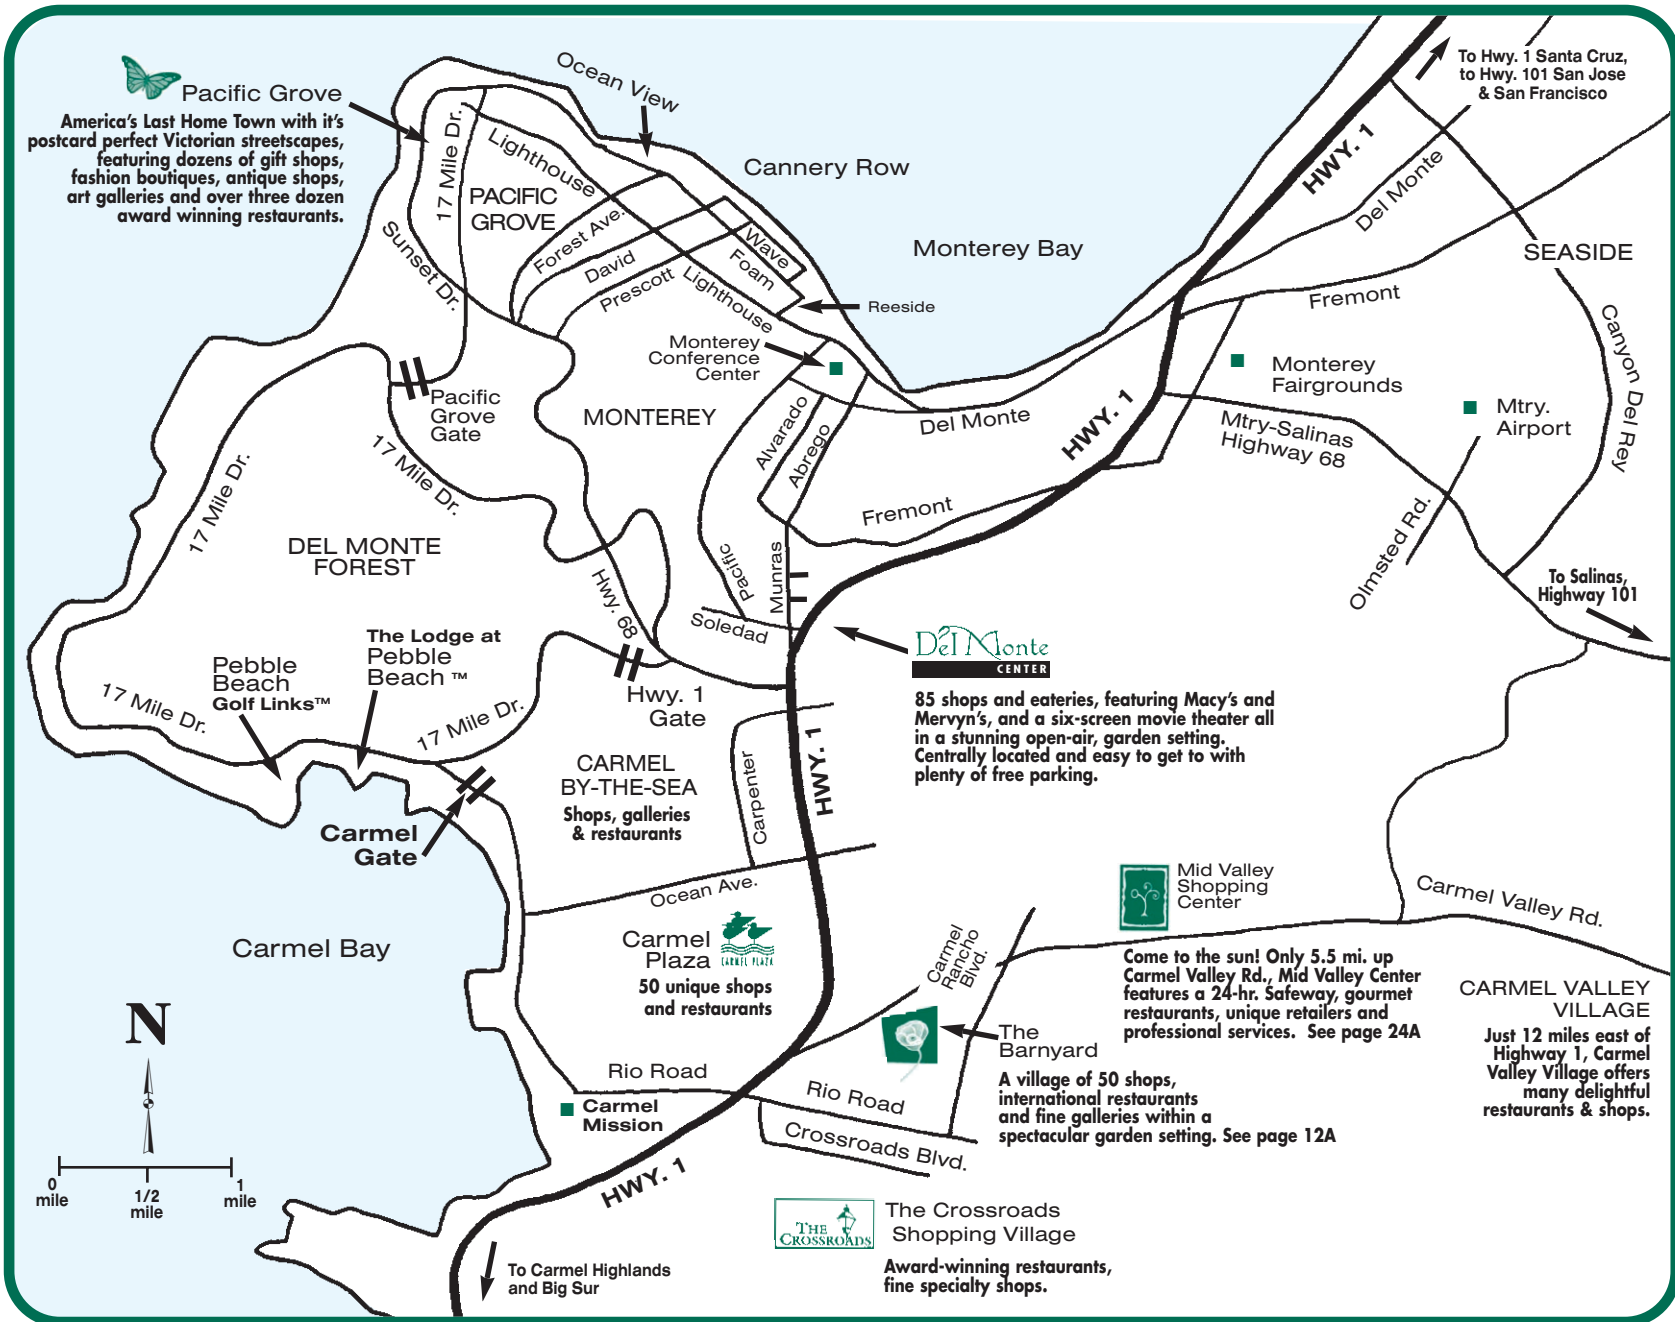 Pacific Grove
America's Last Home Town with it's
postcard perfect Victorian streetscapes,
featuring dozens of gift shops,
fashion boutiques, antique shops,
art galleries and over three dozen
award winning restaurants.
Ocean View
Cannery Row
Monterey Bay
To Hwy. 1 Santa Cruz,
to Hwy. 101 San Jose
& San Francisco
HWY. 1
Del Monte
SEASIDE
Fremont
Canyon Del Rey
17 Mile Dr.
Lighthouse
PACIFIC
GROVE
Sunset Dr.
Forest Ave.
David
Prescott
Wave
Foam
Lighthouse
Reeside
Monterey
Conference
Center
Monterey
Fairgrounds
Mtry.
Airport
Pacific
Grove
Gate
MONTEREY
Alvarado
Abrego
Del Monte
HWY. 1
Mtry-Salinas
Highway 68
17 Mile Dr.
17 Mile Dr.
Fremont
Olmsted Rd.
DEL MONTE
FOREST
Hwy. 68
Pacific
Munras
Soledad
To Salinas,
Highway 101
Del Monte
CENTER
85 shops and eateries, featuring Macy's and
Mervyn's, and a six-screen movie theater all
in a stunning open-air, garden setting.
Centrally located and easy to get to with
plenty of free parking.
The Lodge at
Pebble
Beach ™
Pebble
Beach
Golf Links™
17 Mile Dr.
17 Mile Dr.
Hwy. 1
Gate
CARMEL
BY-THE-SEA
Shops, galleries
& restaurants
Carpenter
HWY. 1
Carmel
Gate
Ocean Ave.
Carmel
Plaza
CARMEL PLAZA
50 unique shops
and restaurants
Carmel Bay
Mid Valley
Shopping
Center
Carmel Valley Rd.
Come to the sun! Only 5.5 mi. up
Carmel Valley Rd., Mid Valley Center
features a 24-hr. Safeway, gourmet
restaurants, unique retailers and
professional services.  See page 24A
CARMEL VALLEY
VILLAGE
Just 12 miles east of
Highway 1, Carmel
Valley Village offers
many delightful
restaurants & shops.
Carmel
Rancho
Blvd.
The
Barnyard
A village of 50 shops,
international restaurants
and fine galleries within a
spectacular garden setting. See page 12A
Rio Road
Rio Road
Crossroads Blvd.
Carmel
Mission
HWY. 1
N
0
mile
1/2
mile
1
mile
THE
CROSSROADS
The Crossroads
Shopping Village
Award-winning restaurants,
fine specialty shops.
To Carmel Highlands
and Big Sur